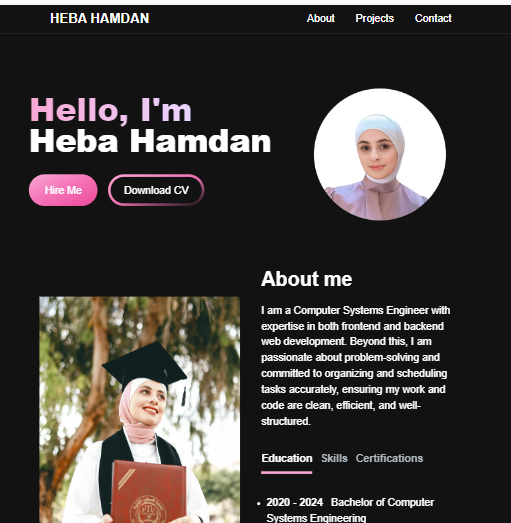 HEBA HAMDAN
About Projects Contact
Hello, I'm
Heba Hamdan
Hire Me
Download CV
About me
I am a Computer Systems Engineer with
expertise in both frontend and backend
web development. Beyond this, I am
passionate about problem-solving and
committed to organizing and scheduling
tasks accurately, ensuring my work and
code are clean, efficient, and well-
structured.
Education Skills Certifications
• 2020 - 2024 Bachelor of Computer
Systems Engineering